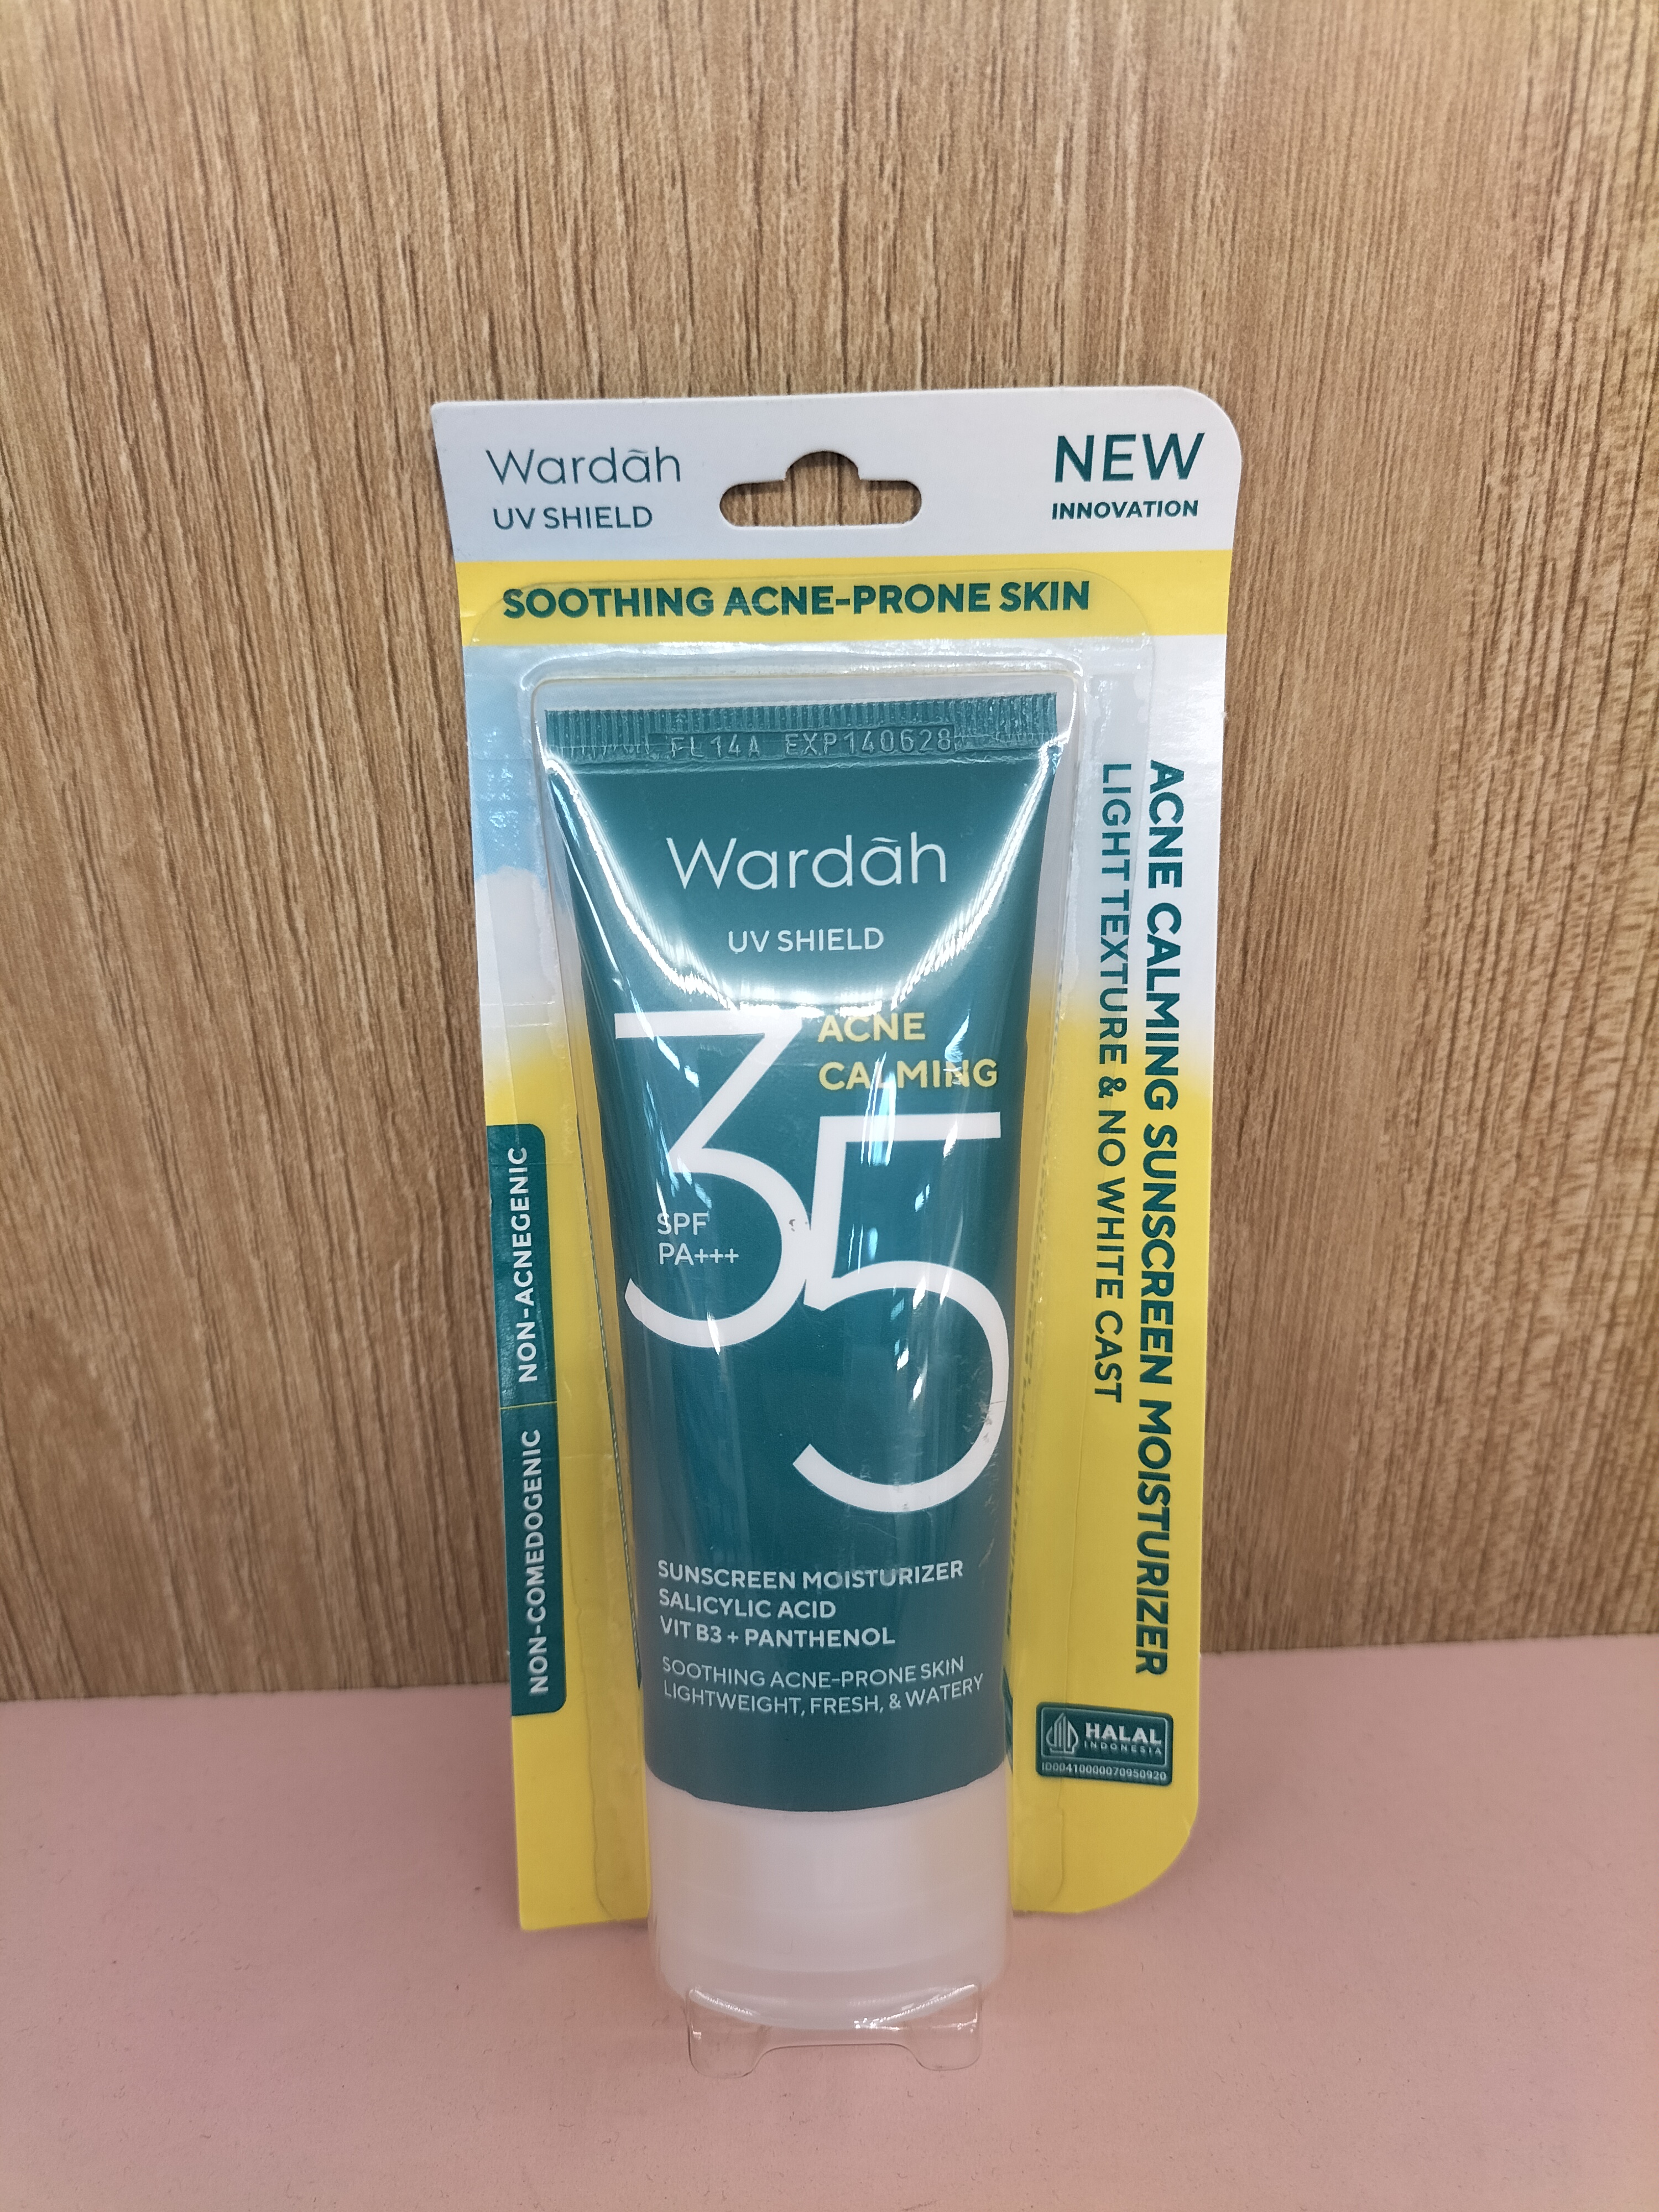 Wardãh
UV SHIELD
NEW
INNOVATION
SOOTHING ACNE-PRONE SKIN
FL14A EXP140628
Wardãh
UV SHIELD
35
ACNE
CALMING
SPF
PA+++
SUNSCREEN MOISTURIZER
SALICYLIC ACID
VIT B3 + PANTHENOL
SOOTHING ACNE-PRONE SKIN
LIGHTWEIGHT, FRESH, & WATERY
NON-COMEDOGENIC
NON-ACNEGENIC
ACNE CALMING SUNSCREEN MOISTURIZER
LIGHT TEXTURE & NO WHITE CAST
HALAL
INDONESIA
ID00410000070950920